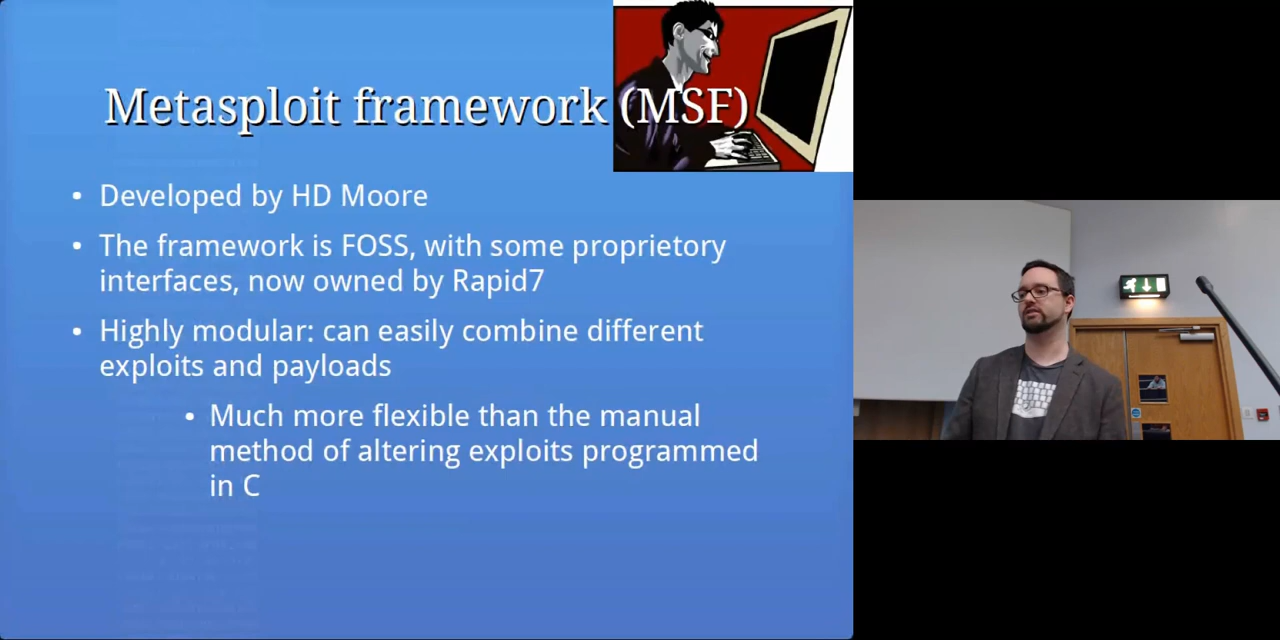 Metasploit framework (MSF)
• Developed by HD Moore
• The framework is FOSS, with some proprietory
interfaces, now owned by Rapid7
• Highly modular: can easily combine different
exploits and payloads
• Much more flexible than the manual
method of altering exploits programmed
in C